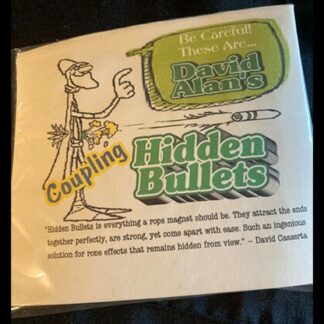 Be Careful!
These Are...
David
Alan's
Coupling
Hidden
Bullets
"Hidden Bullets is everything a rope magnet should be. They attract the ends
together perfectly, are strong, yet come apart with ease. Such an ingenious
solution for rope effects that remains hidden from view." – David Casserta